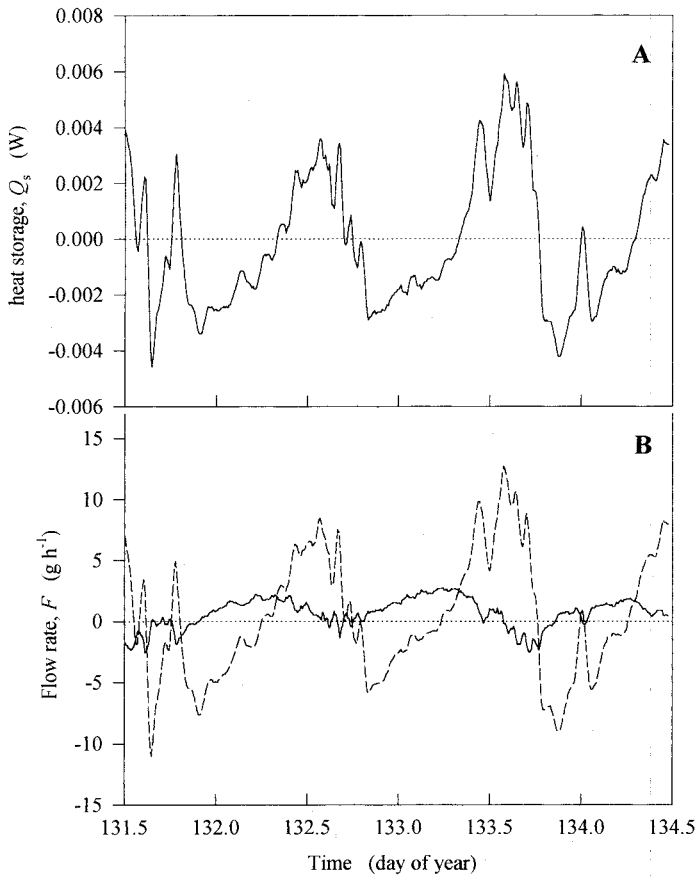 0.008
0.006
0.004
0.002
0.000
-0.002
-0.004
-0.006
heat storage, Qs (W)
A
15
10
5
0
-5
-10
-15
Flow rate, F (g h-1)
B
131.5 132.0 132.5 133.0 133.5 134.0 134.5
Time (day of year)